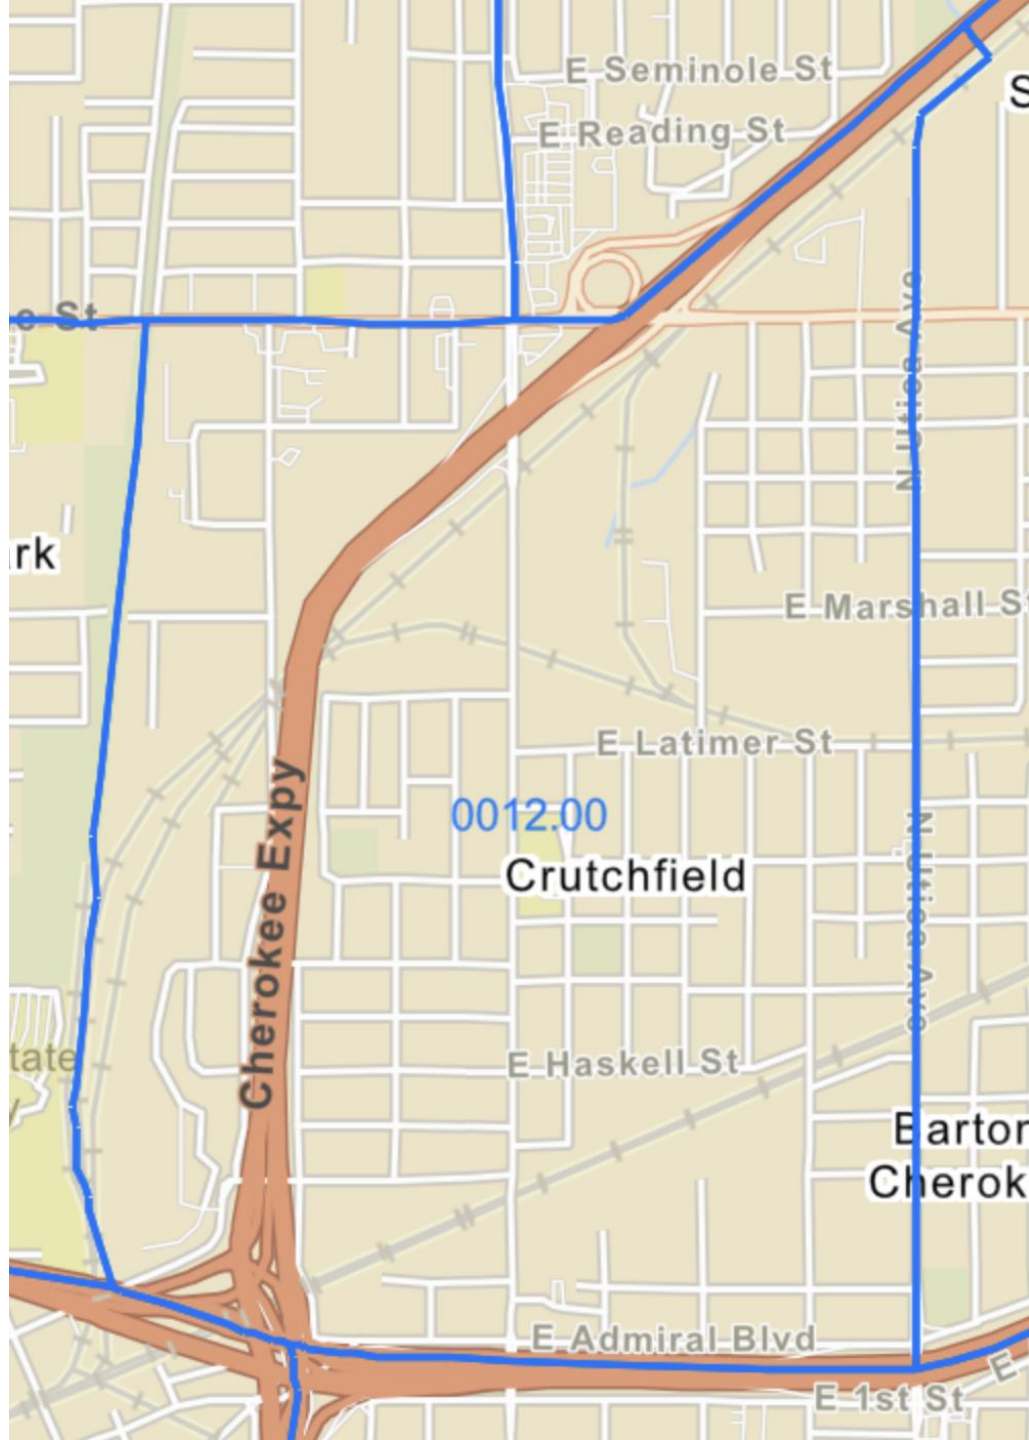 E Seminole St
S
E Reading St
N Utica Ave
e St
ark
E Marshall St
E Latimer St
Cherokee Expy
0012.00
Crutchfield
N Utica Ave
tate
y
E Haskell St
Barton
Cherok
E Admiral Blvd
E
E 1st St